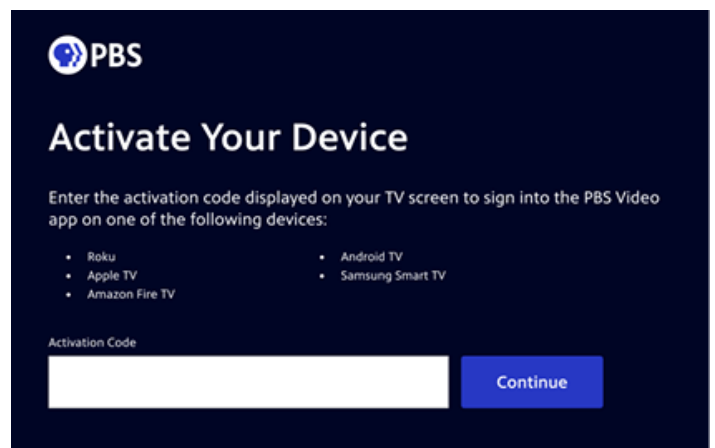 PBS
Activate Your Device
Enter the activation code displayed on your TV screen to sign into the PBS Video
app on one of the following devices:
• Roku
• Apple TV
• Amazon Fire TV
• Android TV
• Samsung Smart TV
Activation Code
Continue